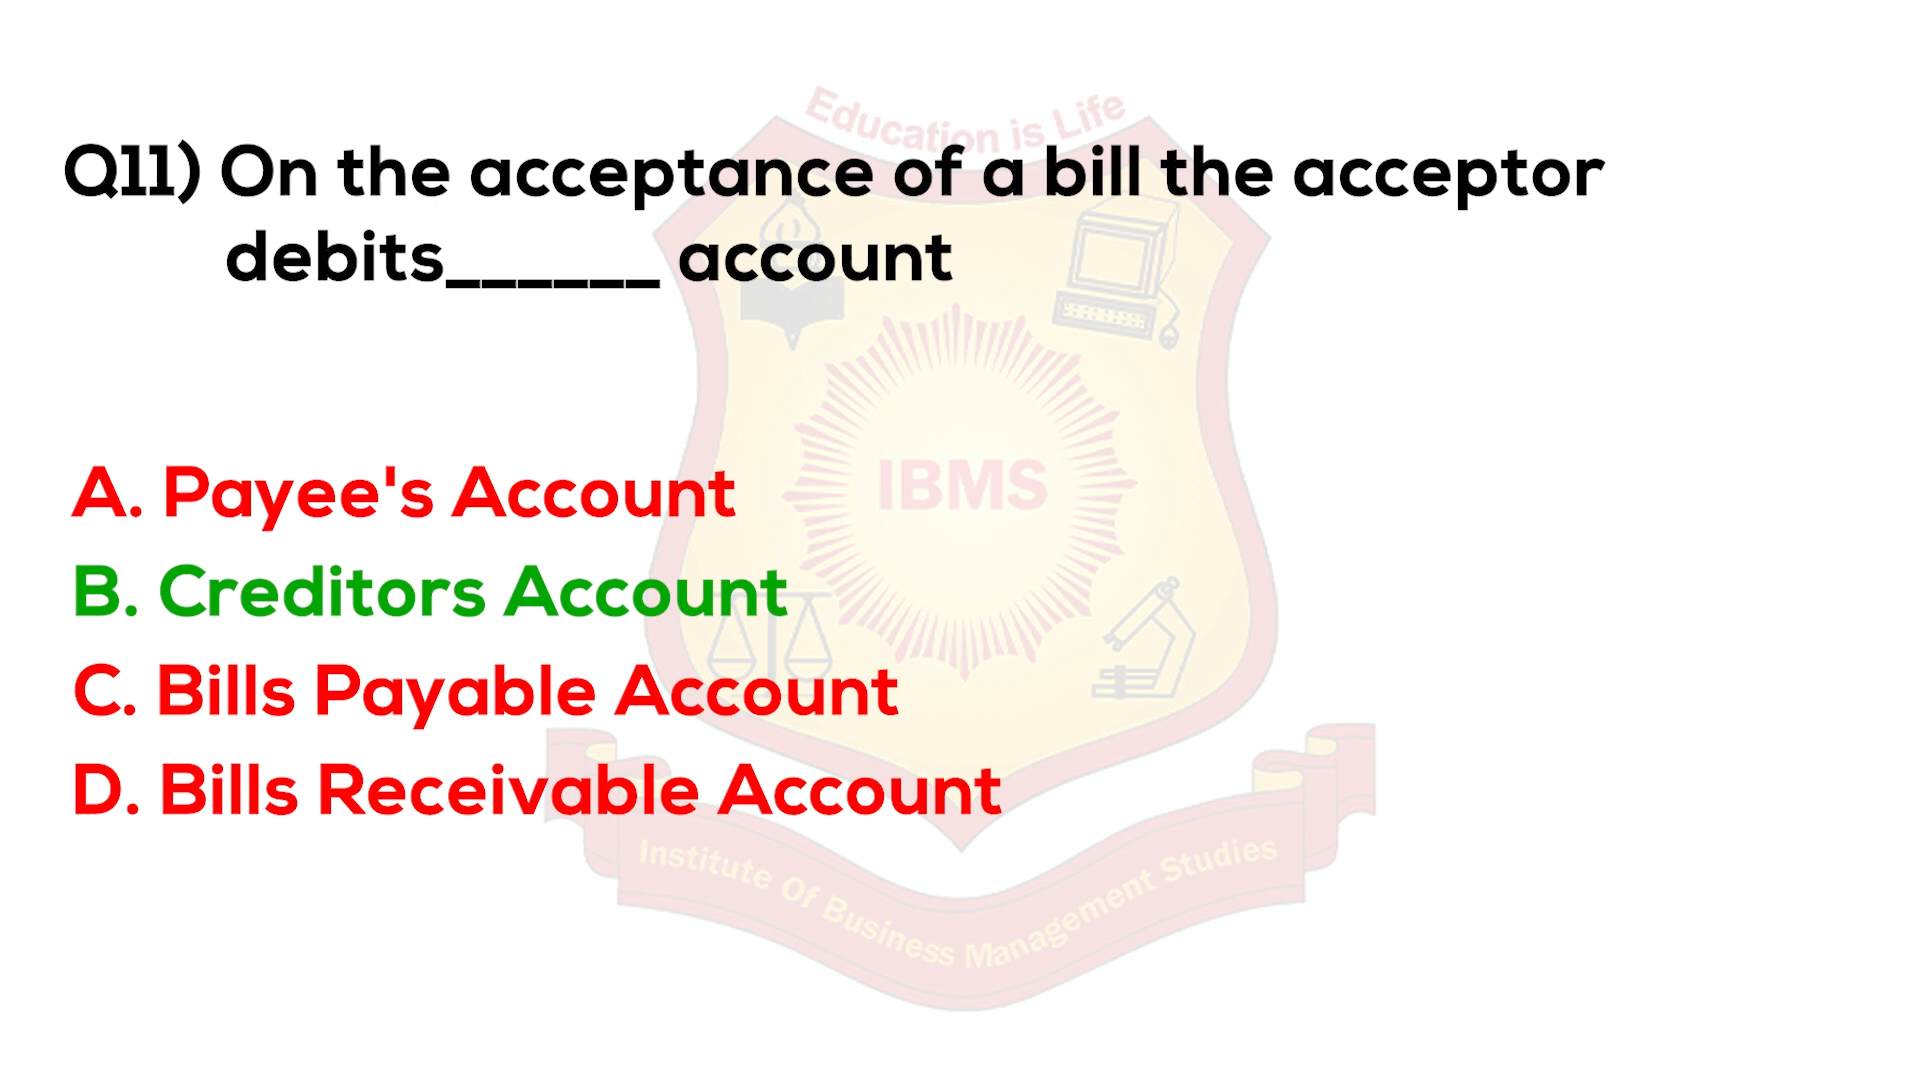 Education is Life
Q11) On the acceptance of a bill the acceptor
debits______ account
IBMS
A. Payee's Account
B. Creditors Account
C. Bills Payable Account
D. Bills Receivable Account
Institute Of Business Management Studies